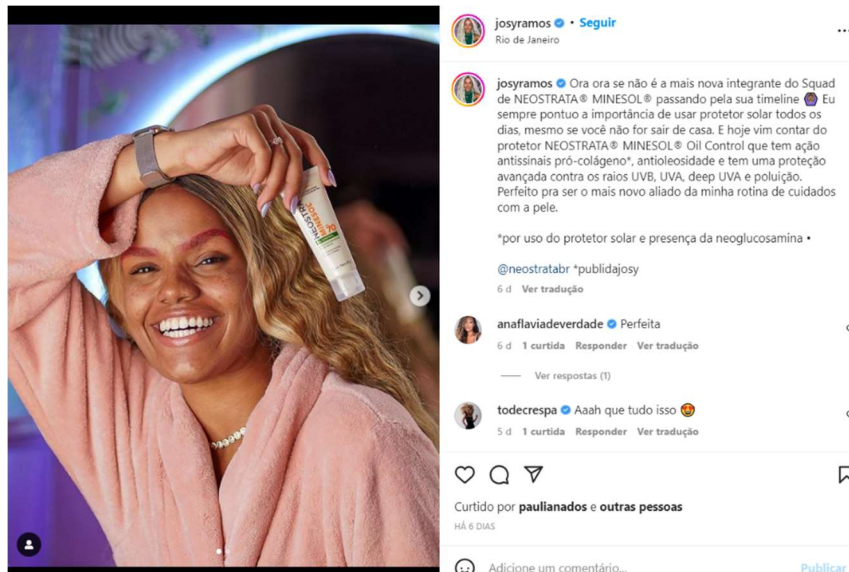 josyramos • Seguir
Rio de Janeiro
josyramos Ora ora se não é a mais nova integrante do Squad
de NEOSTRATA® MINESOL® passando pela sua timeline 🙆🏾‍♀️ Eu
sempre pontuo a importância de usar protetor solar todos os
dias, mesmo se você não for sair de casa. E hoje vim contar do
protetor NEOSTRATA® MINESOL® Oil Control que tem ação
antissinais pró-colágeno*, antioleosidade e tem uma proteção
avançada contra os raios UVB, UVA, deep UVA e poluição.
Perfeito pra ser o mais novo aliado da minha rotina de cuidados
com a pele.
*por uso do protetor solar e presença da neoglucosamina •
@neostratabr *publidajosy
6 d Ver tradução
anaflaviadeverdade Perfeita
6 d 1 curtida Responder Ver tradução
Ver respostas (1)
todecrespa Aaah que tudo isso 😍
5 d 1 curtida Responder Ver tradução
Curtido por paulianados e outras pessoas
HÁ 6 DIAS
Adicione um comentário... Publicar
NEOSTRATA
MINESOL